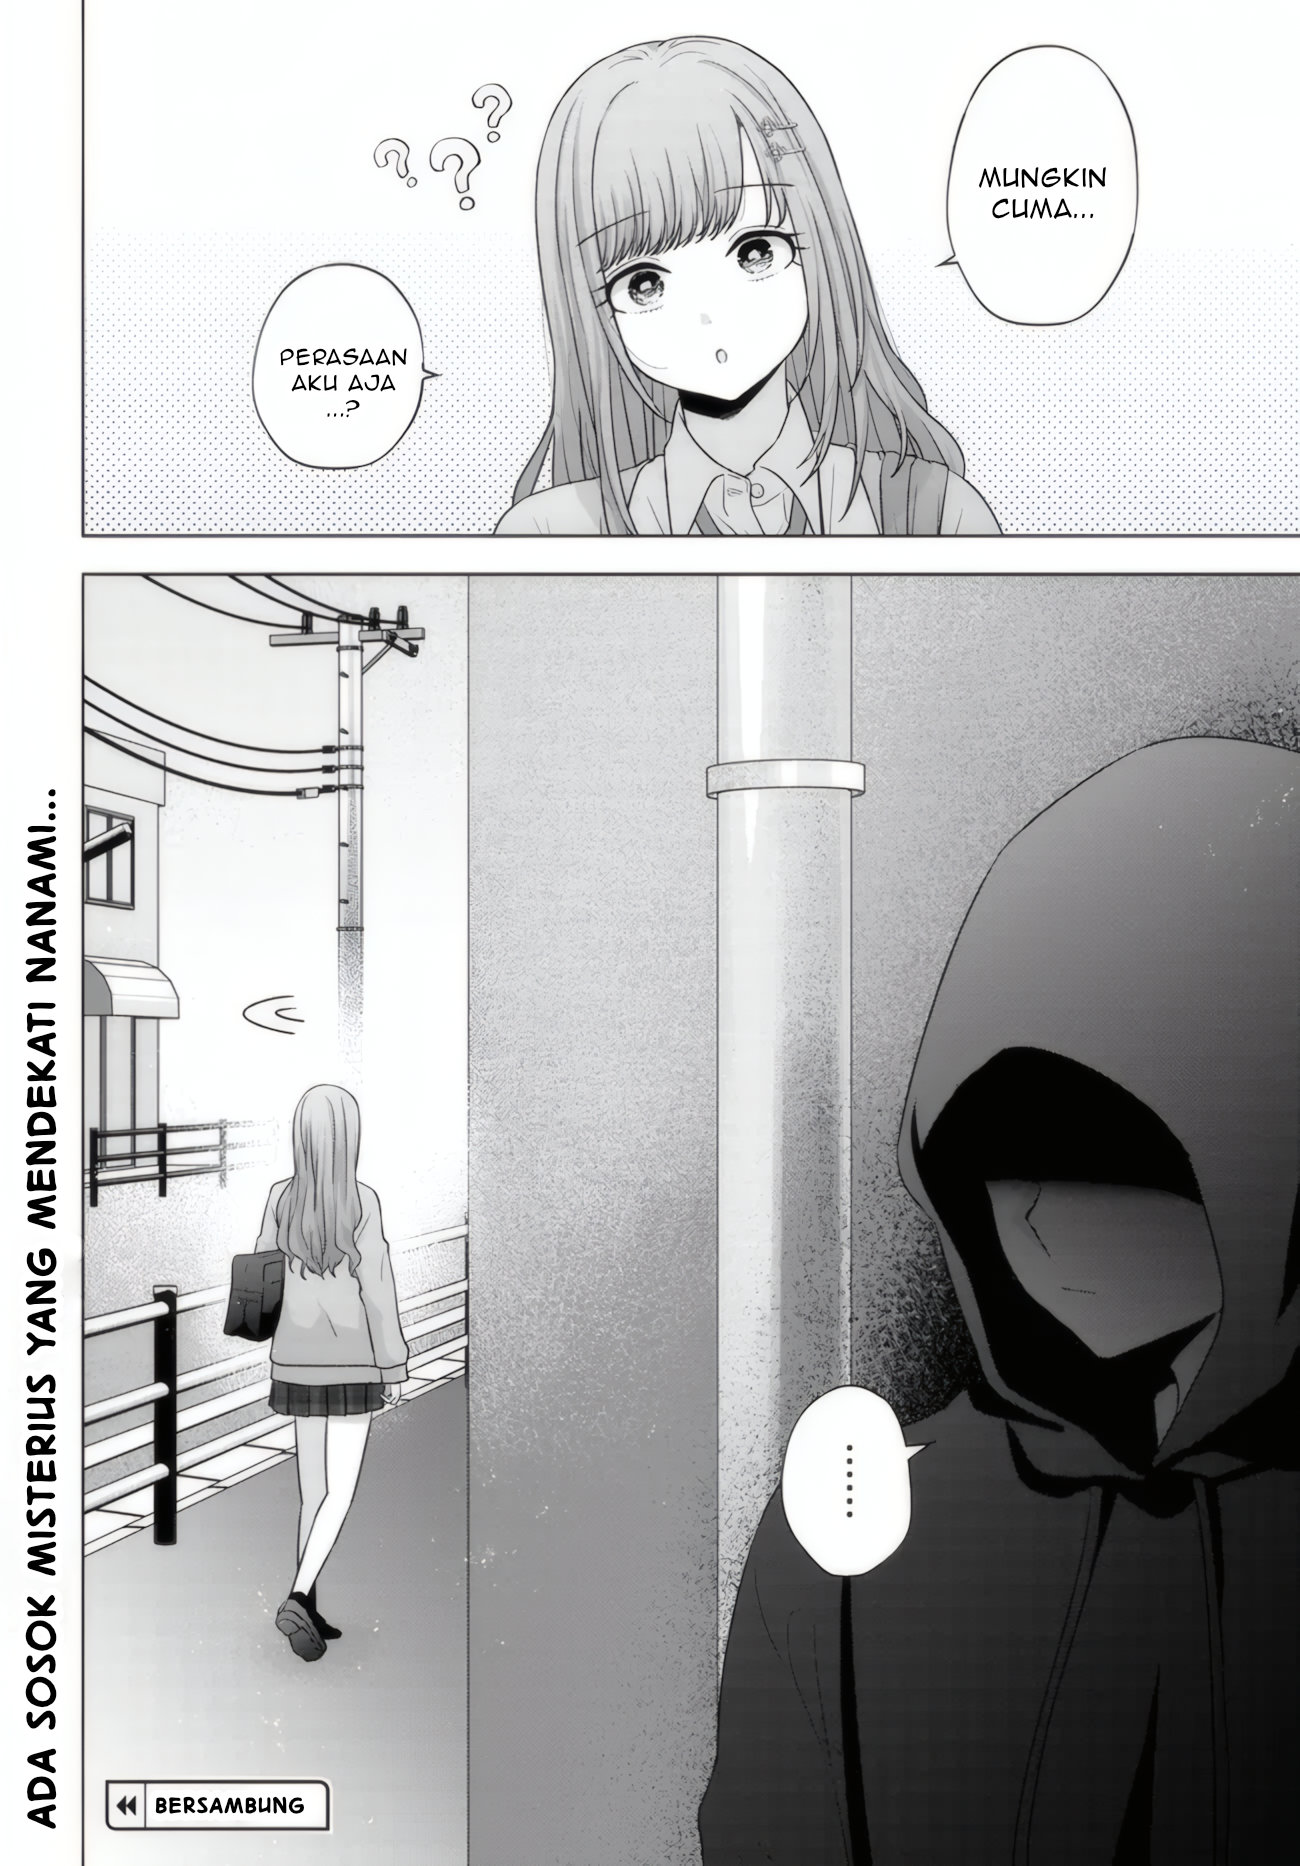 MUNGKIN
CUMA...
PERASAAN
AKU AJA
...?
???
......
ADA SOSOK MISTERIUS YANG MENDEKATI NANAMI...
BERSAMBUNG